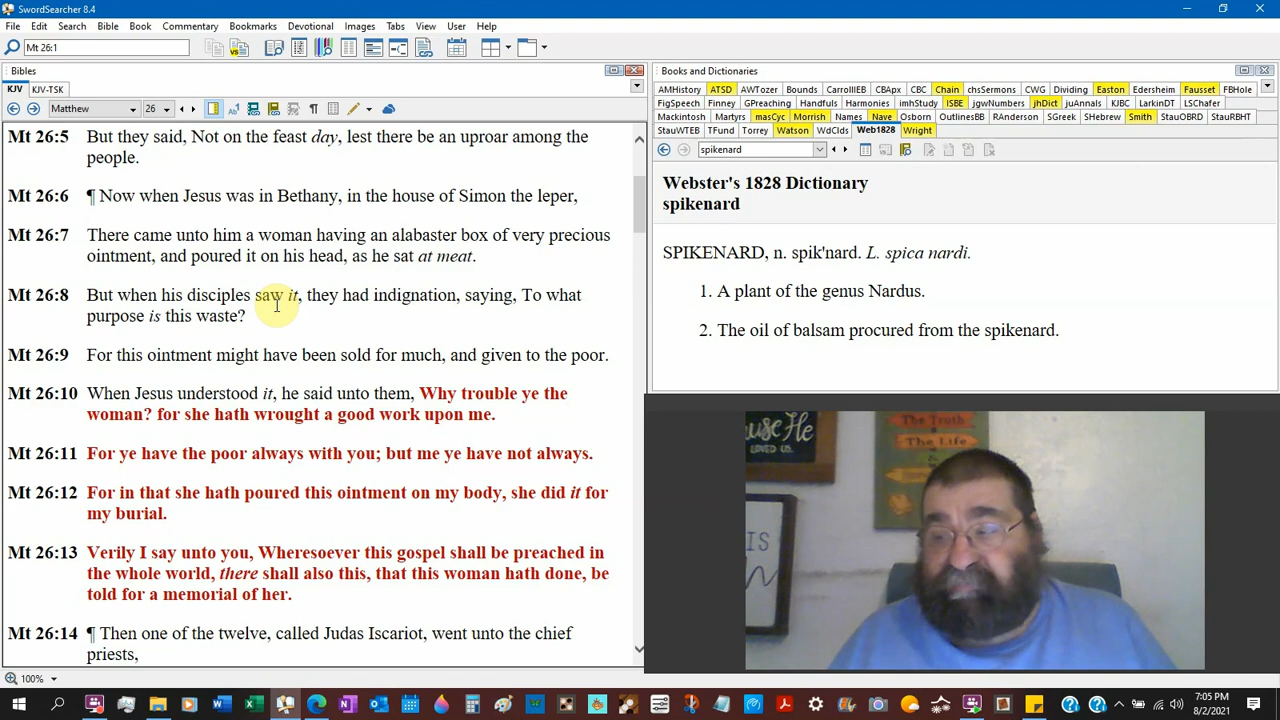 SwordSearcher 8.4
File Edit Search Bible Book Commentary Bookmarks Devotional Images Tabs View User Help
Mt 26:1
Bibles
KJV KJV-TSK
Matthew 26
Mt 26:5 But they said, Not on the feast day, lest there be an uproar among the
people.
Mt 26:6 ¶ Now when Jesus was in Bethany, in the house of Simon the leper,
Mt 26:7 There came unto him a woman having an alabaster box of very precious
ointment, and poured it on his head, as he sat at meat.
Mt 26:8 But when his disciples saw it, they had indignation, saying, To what
purpose is this waste?
Mt 26:9 For this ointment might have been sold for much, and given to the poor.
Mt 26:10 When Jesus understood it, he said unto them, Why trouble ye the
woman? for she hath wrought a good work upon me.
Mt 26:11 For ye have the poor always with you; but me ye have not always.
Mt 26:12 For in that she hath poured this ointment on my body, she did it for
my burial.
Mt 26:13 Verily I say unto you, Wheresoever this gospel shall be preached in
the whole world, there shall also this, that this woman hath done, be
told for a memorial of her.
Mt 26:14 ¶ Then one of the twelve, called Judas Iscariot, went unto the chief
priests,
100%
Books and Dictionaries
AMHistory ATSD AWTozer Bounds CarrollEB CBApx CBC Chain chsSermons CWG Dividing Easton Edersheim Fausset FBHole
FigSpeech Finney GPreaching Handfuls Harmonies imhStudy ISBE jgwNumbers jhDict juAnnals KJBC LarkinDT LSChafer
Mackintosh Martyrs masCyc Morrish Nave Osborn OutlinesBB RAnderson SGreek SHebrew Smith StauOBRD StauRBHT
StauWTEB TFund Torrey Watson WdClds Web1828 Wright
spikenard
Webster's 1828 Dictionary
spikenard
SPIKENARD, n. spik'nard. L. spica nardi.
1. A plant of the genus Nardus.
2. The oil of balsam procured from the spikenard.
use He
LOVED US.
The Truth
The Life
IS
7:05 PM
8/2/2021